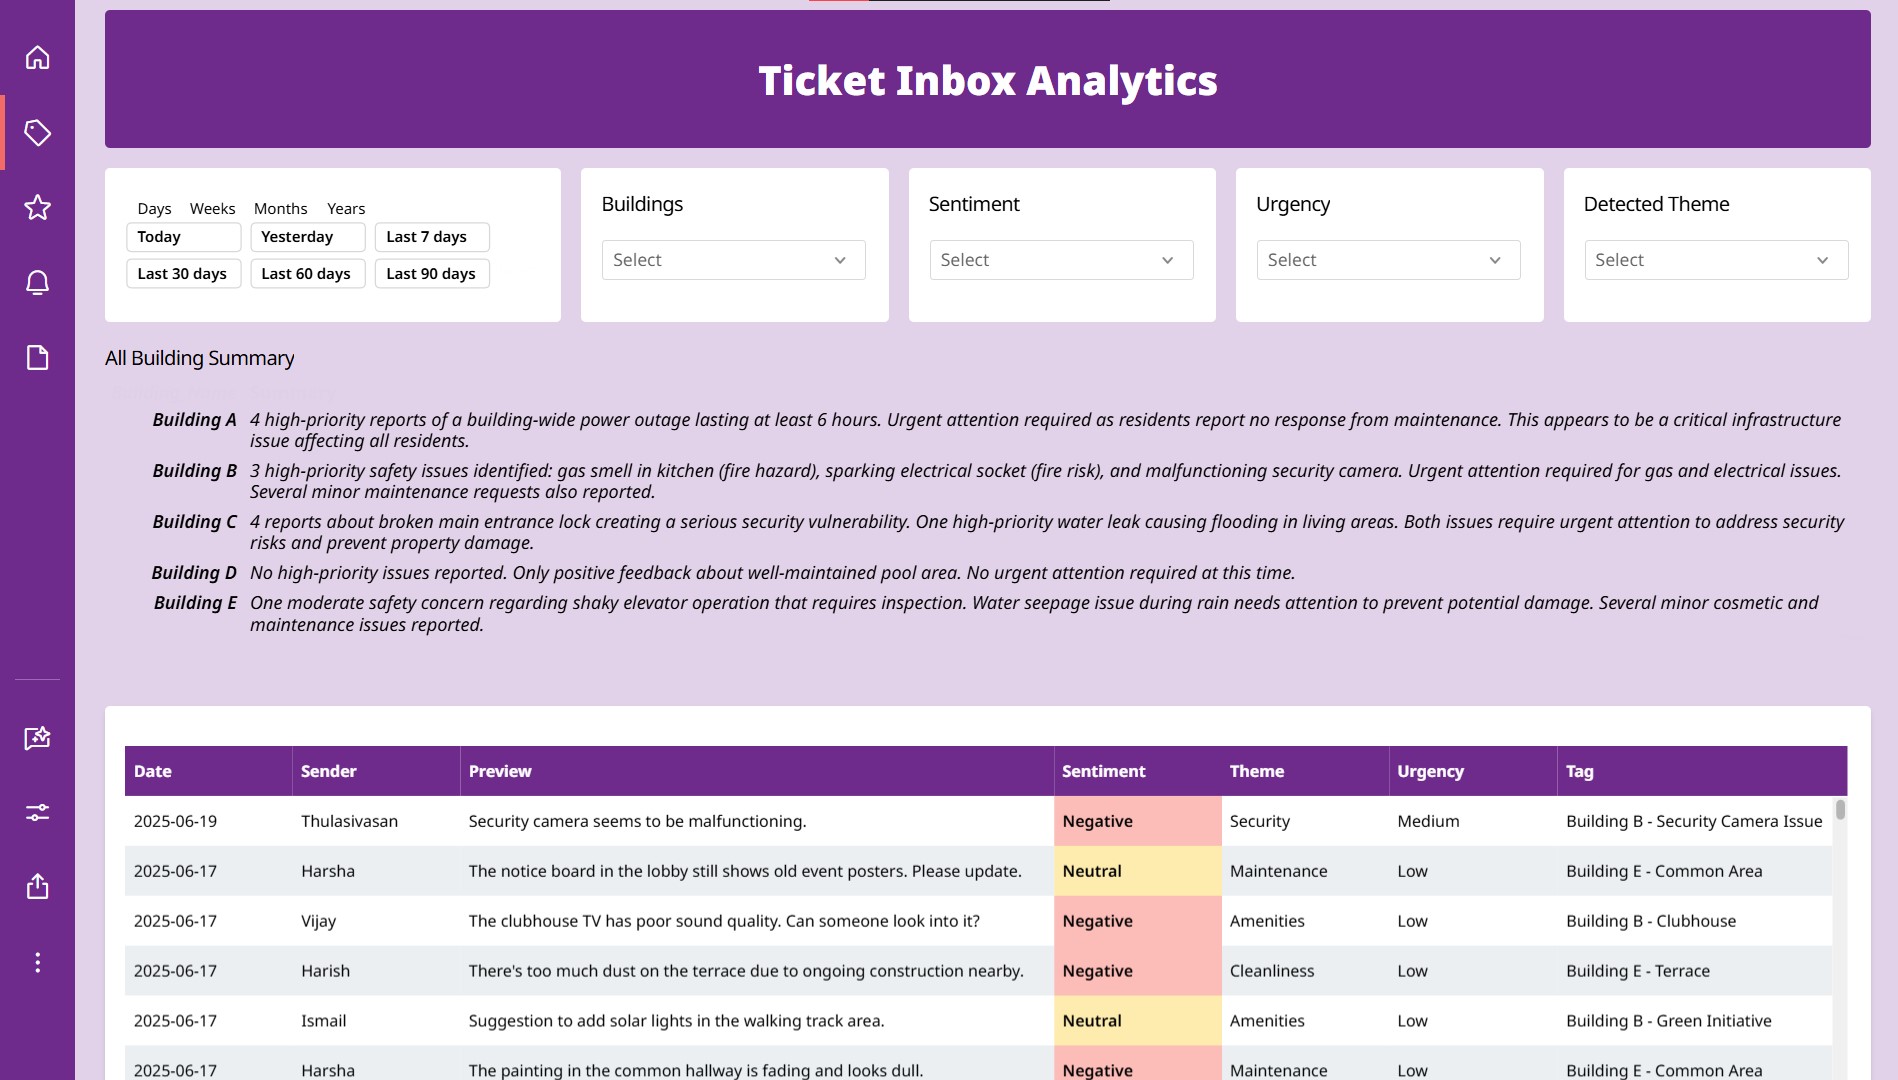 Ticket Inbox Analytics
Days Weeks Months Years
Today Yesterday Last 7 days
Last 30 days Last 60 days Last 90 days
Buildings
Select
Sentiment
Select
Urgency
Select
Detected Theme
Select
All Building Summary
Building A 4 high-priority reports of a building-wide power outage lasting at least 6 hours. Urgent attention required as residents report no response from maintenance. This appears to be a critical infrastructure
issue affecting all residents.
Building B 3 high-priority safety issues identified: gas smell in kitchen (fire hazard), sparking electrical socket (fire risk), and malfunctioning security camera. Urgent attention required for gas and electrical issues.
Several minor maintenance requests also reported.
Building C 4 reports about broken main entrance lock creating a serious security vulnerability. One high-priority water leak causing flooding in living areas. Both issues require urgent attention to address security
risks and prevent property damage.
Building D No high-priority issues reported. Only positive feedback about well-maintained pool area. No urgent attention required at this time.
Building E One moderate safety concern regarding shaky elevator operation that requires inspection. Water seepage issue during rain needs attention to prevent potential damage. Several minor cosmetic and
maintenance issues reported.
Date Sender Preview Sentiment Theme Urgency Tag
2025-06-19 Thulasivasan Security camera seems to be malfunctioning. Negative Security Medium Building B - Security Camera Issue
2025-06-17 Harsha The notice board in the lobby still shows old event posters. Please update. Neutral Maintenance Low Building E - Common Area
2025-06-17 Vijay The clubhouse TV has poor sound quality. Can someone look into it? Negative Amenities Low Building B - Clubhouse
2025-06-17 Harish There's too much dust on the terrace due to ongoing construction nearby. Negative Cleanliness Low Building E - Terrace
2025-06-17 Ismail Suggestion to add solar lights in the walking track area. Neutral Amenities Low Building B - Green Initiative
2025-06-17 Harsha The painting in the common hallway is fading and looks dull. Negative Maintenance Low Building E - Common Area